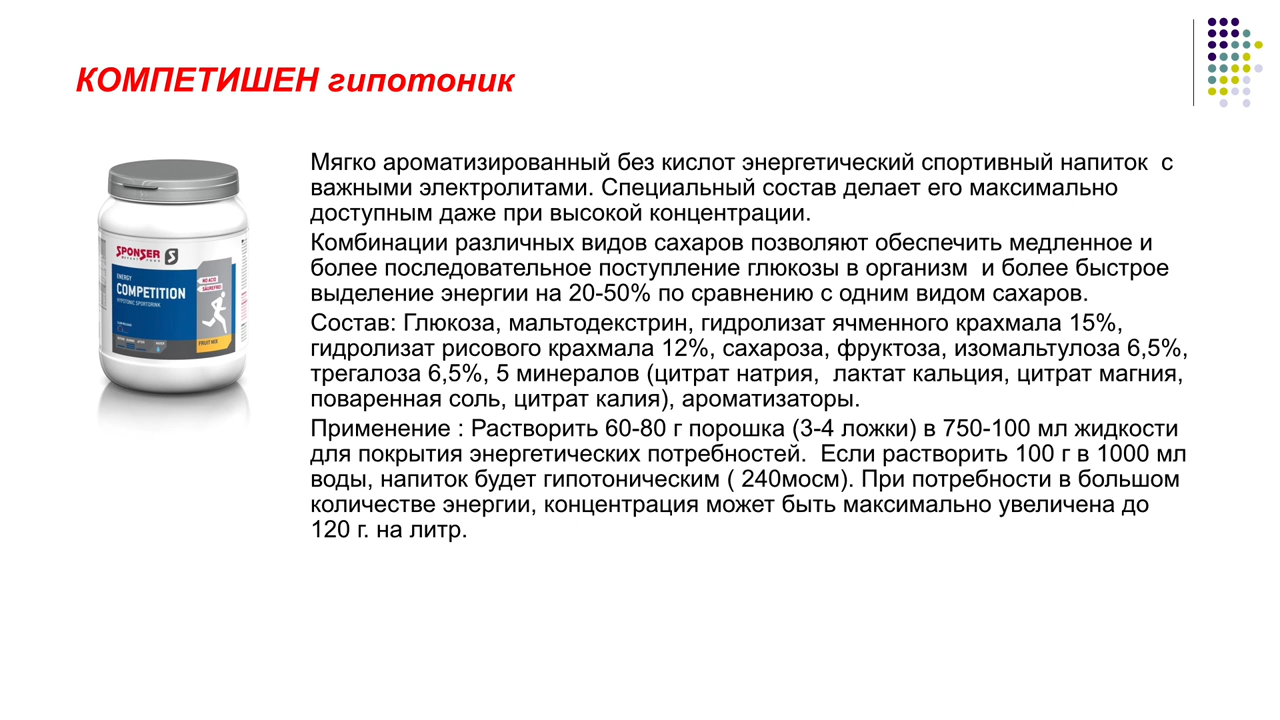 КОМПЕТИШЕН гипотоник
Мягко ароматизированный без кислот энергетический спортивный напиток  с
важными электролитами. Специальный состав делает его максимально
доступным даже при высокой концентрации.
Комбинации различных видов сахаров позволяют обеспечить медленное и
более последовательное поступление глюкозы в организм  и более быстрое
выделение энергии на 20-50% по сравнению с одним видом сахаров.
Состав: Глюкоза, мальтодекстрин, гидролизат ячменного крахмала 15%,
гидролизат рисового крахмала 12%, сахароза, фруктоза, изомальтулоза 6,5%,
трегалоза 6,5%, 5 минералов (цитрат натрия,  лактат кальция, цитрат магния,
поваренная соль, цитрат калия), ароматизаторы.
Применение : Растворить 60-80 г порошка (3-4 ложки) в 750-100 мл жидкости
для покрытия энергетических потребностей.  Если растворить 100 г в 1000 мл
воды, напиток будет гипотоническим ( 240мосм). При потребности в большом
количестве энергии, концентрация может быть максимально увеличена до
120 г. на литр.
SPONSER
ENERGY
COMPETITION
HYPOTONIC SPORTDRINK
NO ACID
SÄUREFREI
FRUIT MIX